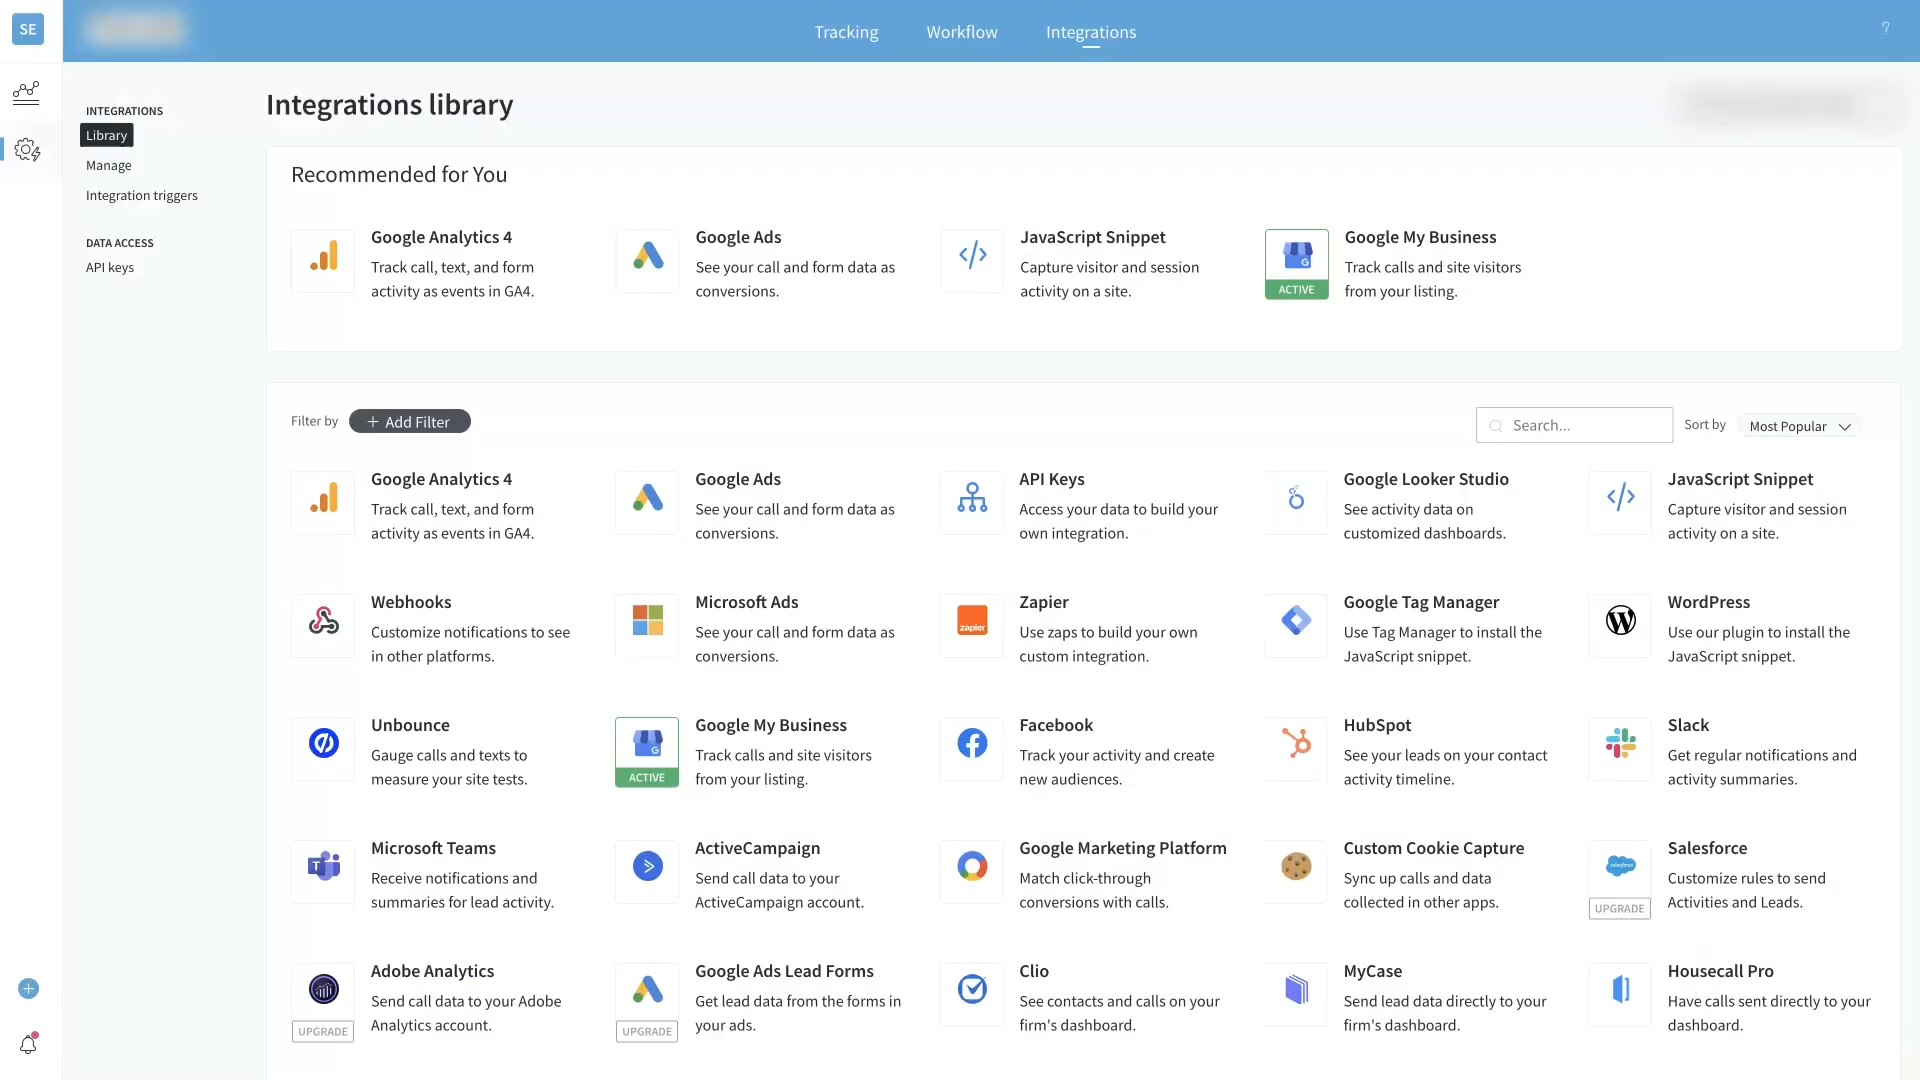 SE
Tracking
Workflow
Integrations
?
INTEGRATIONS
Library
Manage
Integration triggers
DATA ACCESS
API keys
Integrations library
Recommended for You
Google Analytics 4
Track call, text, and form
activity as events in GA4.
Google Ads
See your call and form data as
conversions.
JavaScript Snippet
Capture visitor and session
activity on a site.
G
ACTIVE
Google My Business
Track calls and site visitors
from your listing.
Filter by
+ Add Filter
Search...
Sort by
Most Popular
Google Analytics 4
Track call, text, and form
activity as events in GA4.
Google Ads
See your call and form data as
conversions.
API Keys
Access your data to build your
own integration.
Google Looker Studio
See activity data on
customized dashboards.
JavaScript Snippet
Capture visitor and session
activity on a site.
Webhooks
Customize notifications to see
in other platforms.
Microsoft Ads
See your call and form data as
conversions.
zapier
Zapier
Use zaps to build your own
custom integration.
Google Tag Manager
Use Tag Manager to install the
JavaScript snippet.
WordPress
Use our plugin to install the
JavaScript snippet.
Unbounce
Gauge calls and texts to
measure your site tests.
G
ACTIVE
Google My Business
Track calls and site visitors
from your listing.
Facebook
Track your activity and create
new audiences.
HubSpot
See your leads on your contact
activity timeline.
Slack
Get regular notifications and
activity summaries.
T
Microsoft Teams
Receive notifications and
summaries for lead activity.
ActiveCampaign
Send call data to your
ActiveCampaign account.
Google Marketing Platform
Match click-through
conversions with calls.
Custom Cookie Capture
Sync up calls and data
collected in other apps.
salesforce
UPGRADE
Salesforce
Customize rules to send
Activities and Leads.
UPGRADE
Adobe Analytics
Send call data to your Adobe
Analytics account.
UPGRADE
Google Ads Lead Forms
Get lead data from the forms in
your ads.
Clio
See contacts and calls on your
firm's dashboard.
MyCase
Send lead data directly to your
firm's dashboard.
Housecall Pro
Have calls sent directly to your
dashboard.